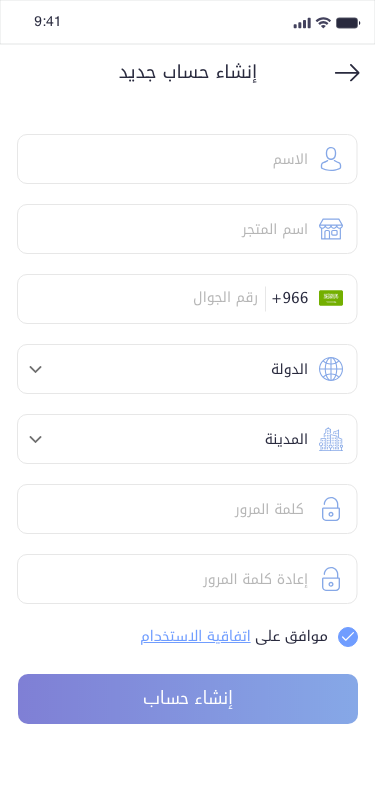 9:41
إنشاء حساب جديد
الاسم
اسم المتجر
+966 رقم الجوال
الدولة
المدينة
كلمة المرور
إعادة كلمة المرور
موافق على اتفاقية الاستخدام
إنشاء حساب